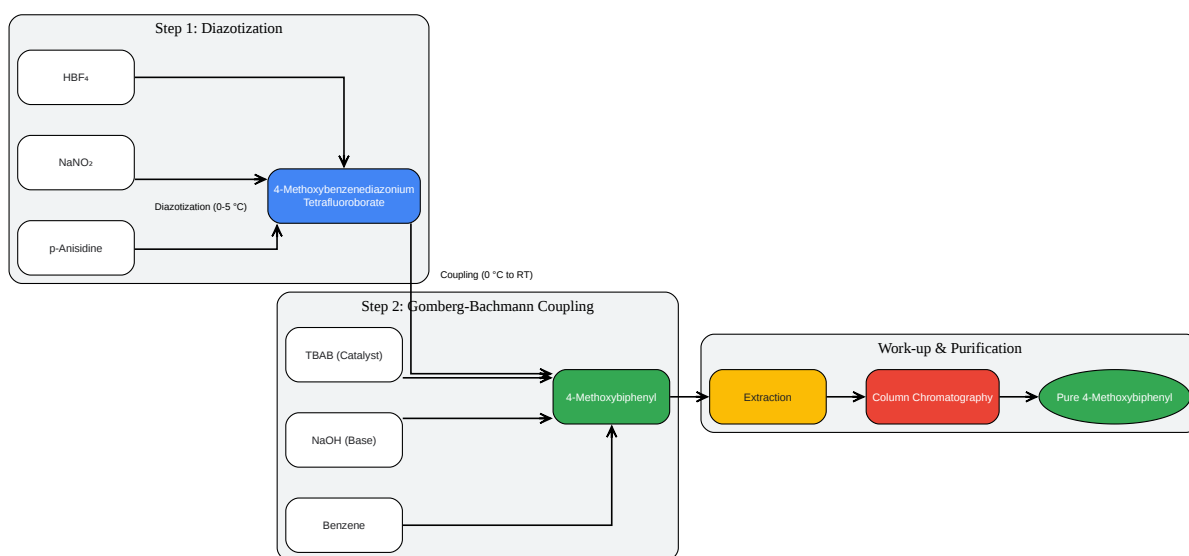 Step 1: Diazotization
HBF₄
NaNO₂
4-Methoxybenzenediazonium
Tetrafluoroborate
Diazotization (0-5 °C)
p-Anisidine
Coupling (0 °C to RT)
Step 2: Gomberg-Bachmann Coupling
TBAB (Catalyst)
4-Methoxybiphenyl
NaOH (Base)
Benzene
Work-up & Purification
Extraction
Column Chromatography
Pure 4-Methoxybiphenyl